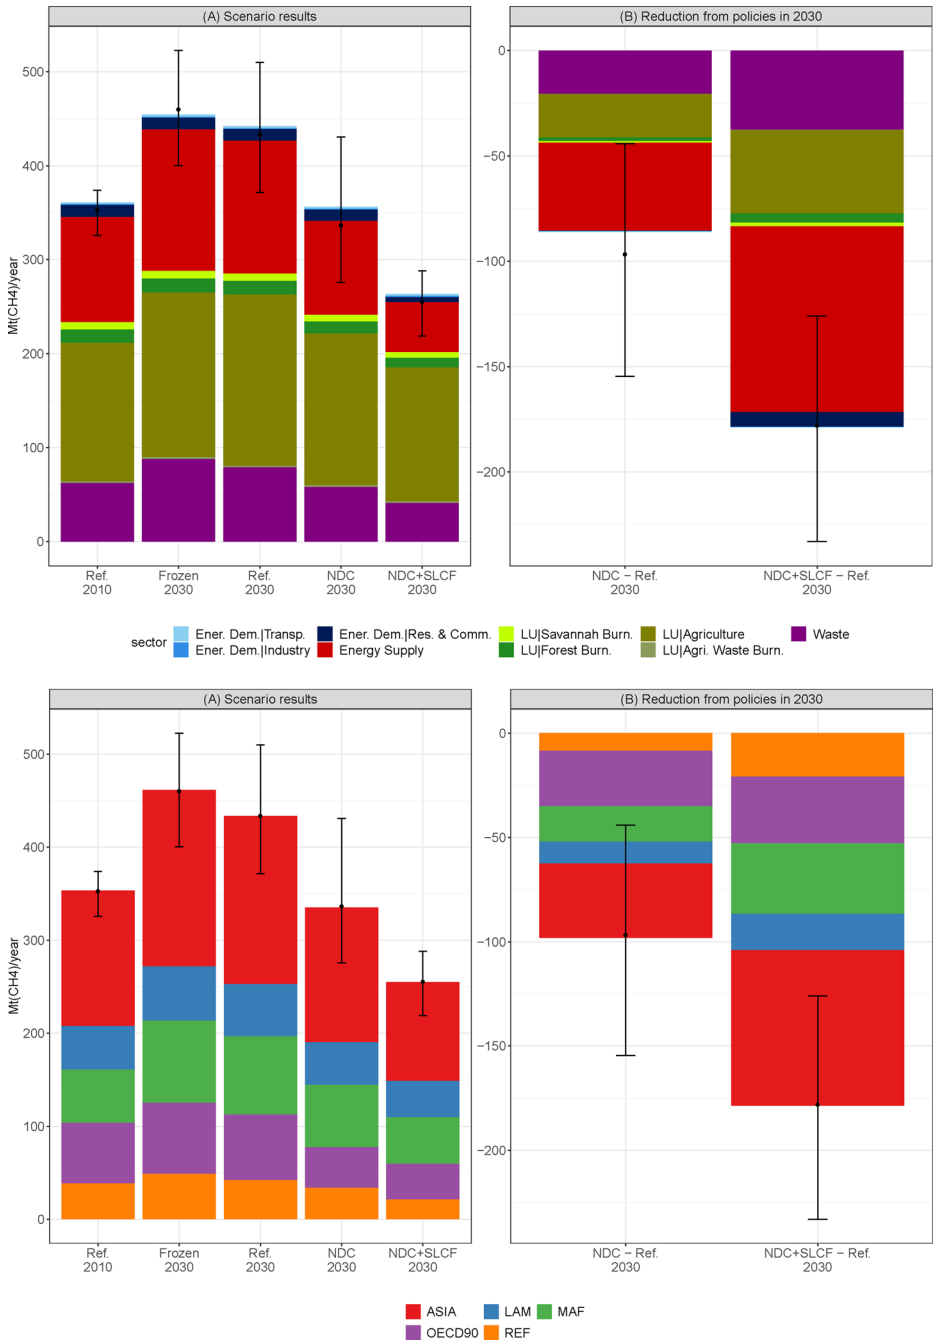 (A) Scenario results
(B) Reduction from policies in 2030
Mt(CH4)/year
500
400
300
200
100
0
0
−50
−100
−150
−200
Ref.
2010
Frozen
2030
Ref.
2030
NDC
2030
NDC+SLCF
2030
NDC − Ref.
2030
NDC+SLCF − Ref.
2030
sector
Ener. Dem.|Transp.
Ener. Dem.|Res. & Comm.
LU|Savannah Burn.
LU|Agriculture
Waste
Ener. Dem.|Industry
Energy Supply
LU|Forest Burn.
LU|Agri. Waste Burn.
(A) Scenario results
(B) Reduction from policies in 2030
Mt(CH4)/year
500
400
300
200
100
0
0
−50
−100
−150
−200
Ref.
2010
Frozen
2030
Ref.
2030
NDC
2030
NDC+SLCF
2030
NDC − Ref.
2030
NDC+SLCF − Ref.
2030
ASIA
LAM
MAF
OECD90
REF